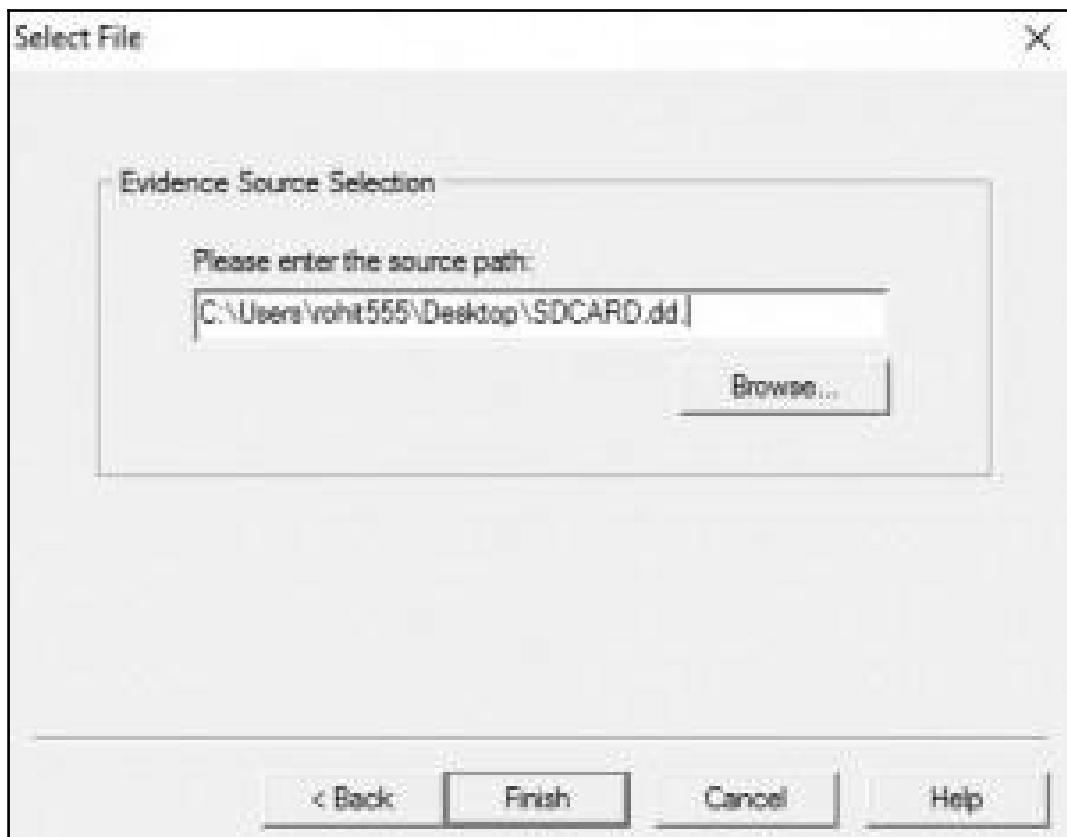 Select File
Evidence Source Selection
Please enter the source path:
C:\Users\rohit555\Desktop\SDCARD.dd.
Browse...
< Back
Finish
Cancel
Help